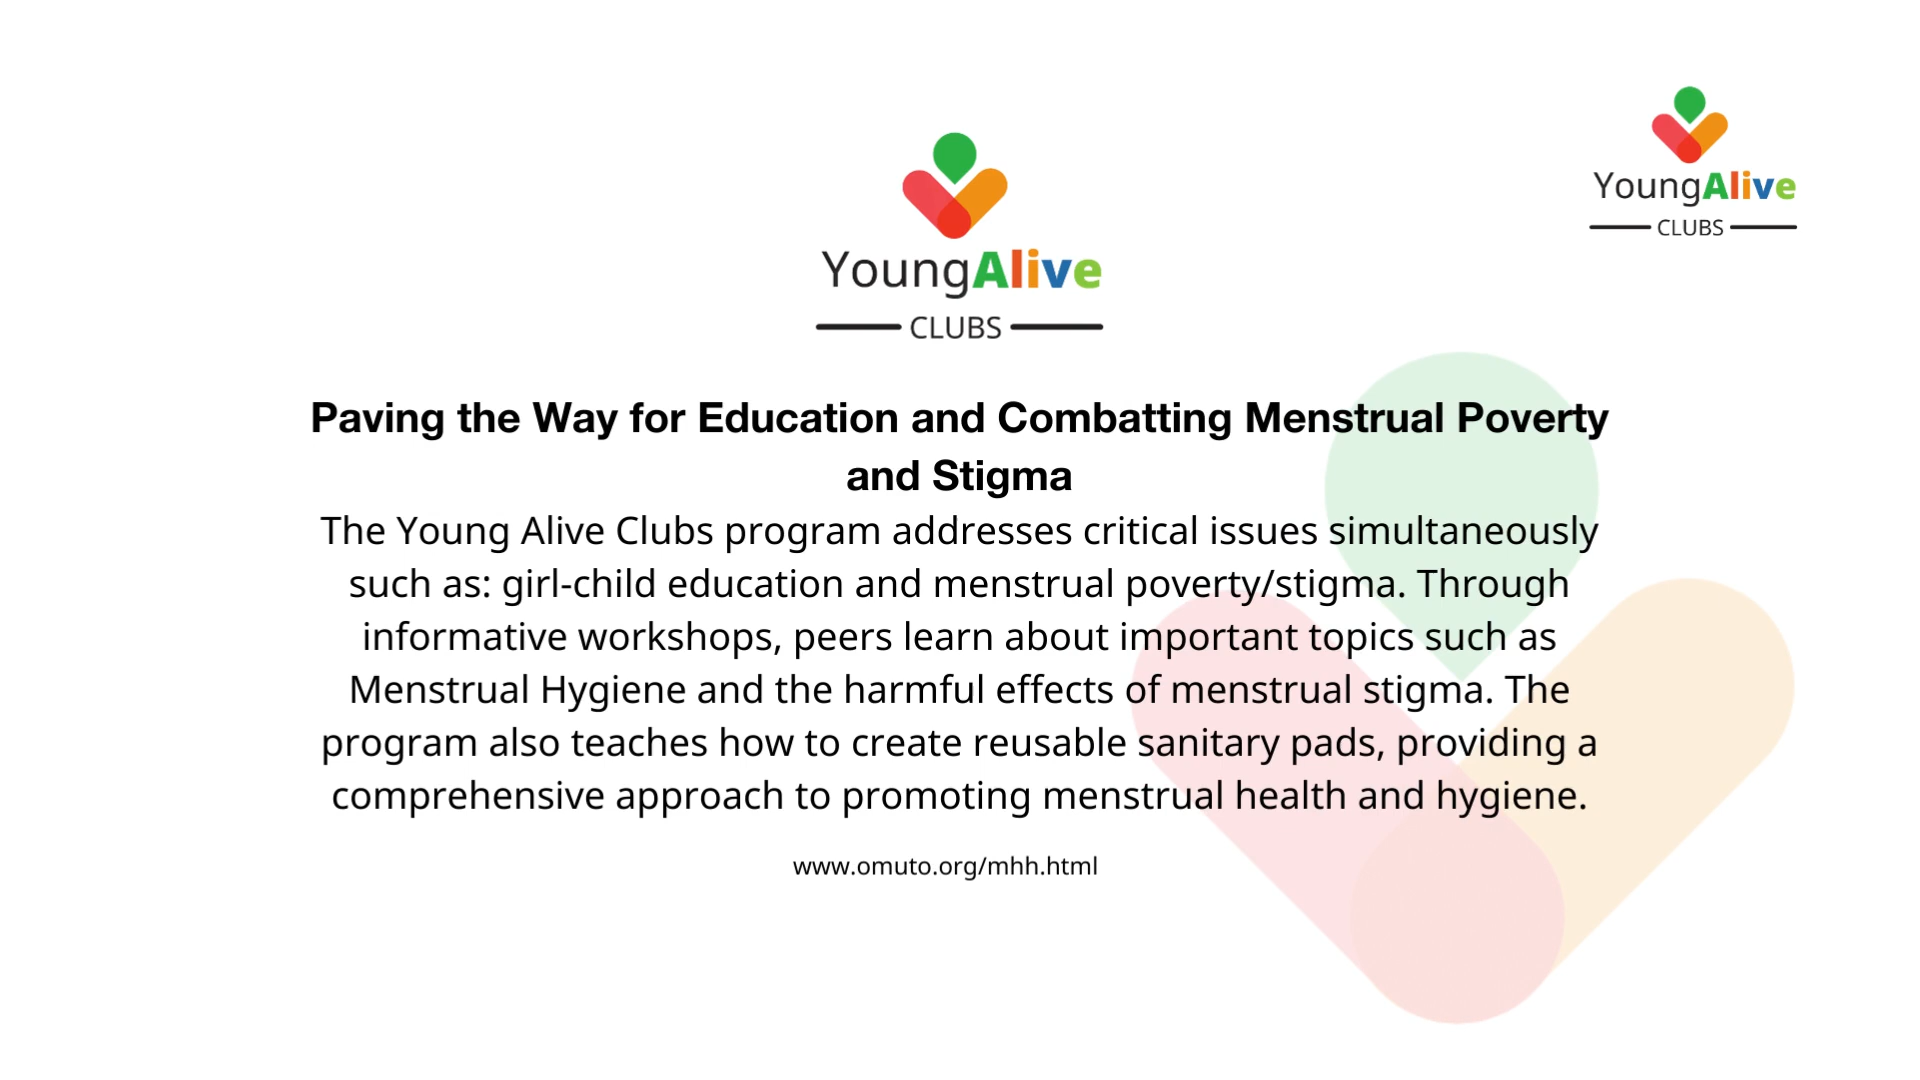 YoungAlive
CLUBS
YoungAlive
CLUBS
Paving the Way for Education and Combatting Menstrual Poverty
and Stigma
The Young Alive Clubs program addresses critical issues simultaneously
such as: girl-child education and menstrual poverty/stigma. Through
informative workshops, peers learn about important topics such as
Menstrual Hygiene and the harmful effects of menstrual stigma. The
program also teaches how to create reusable sanitary pads, providing a
comprehensive approach to promoting menstrual health and hygiene.
www.omuto.org/mhh.html